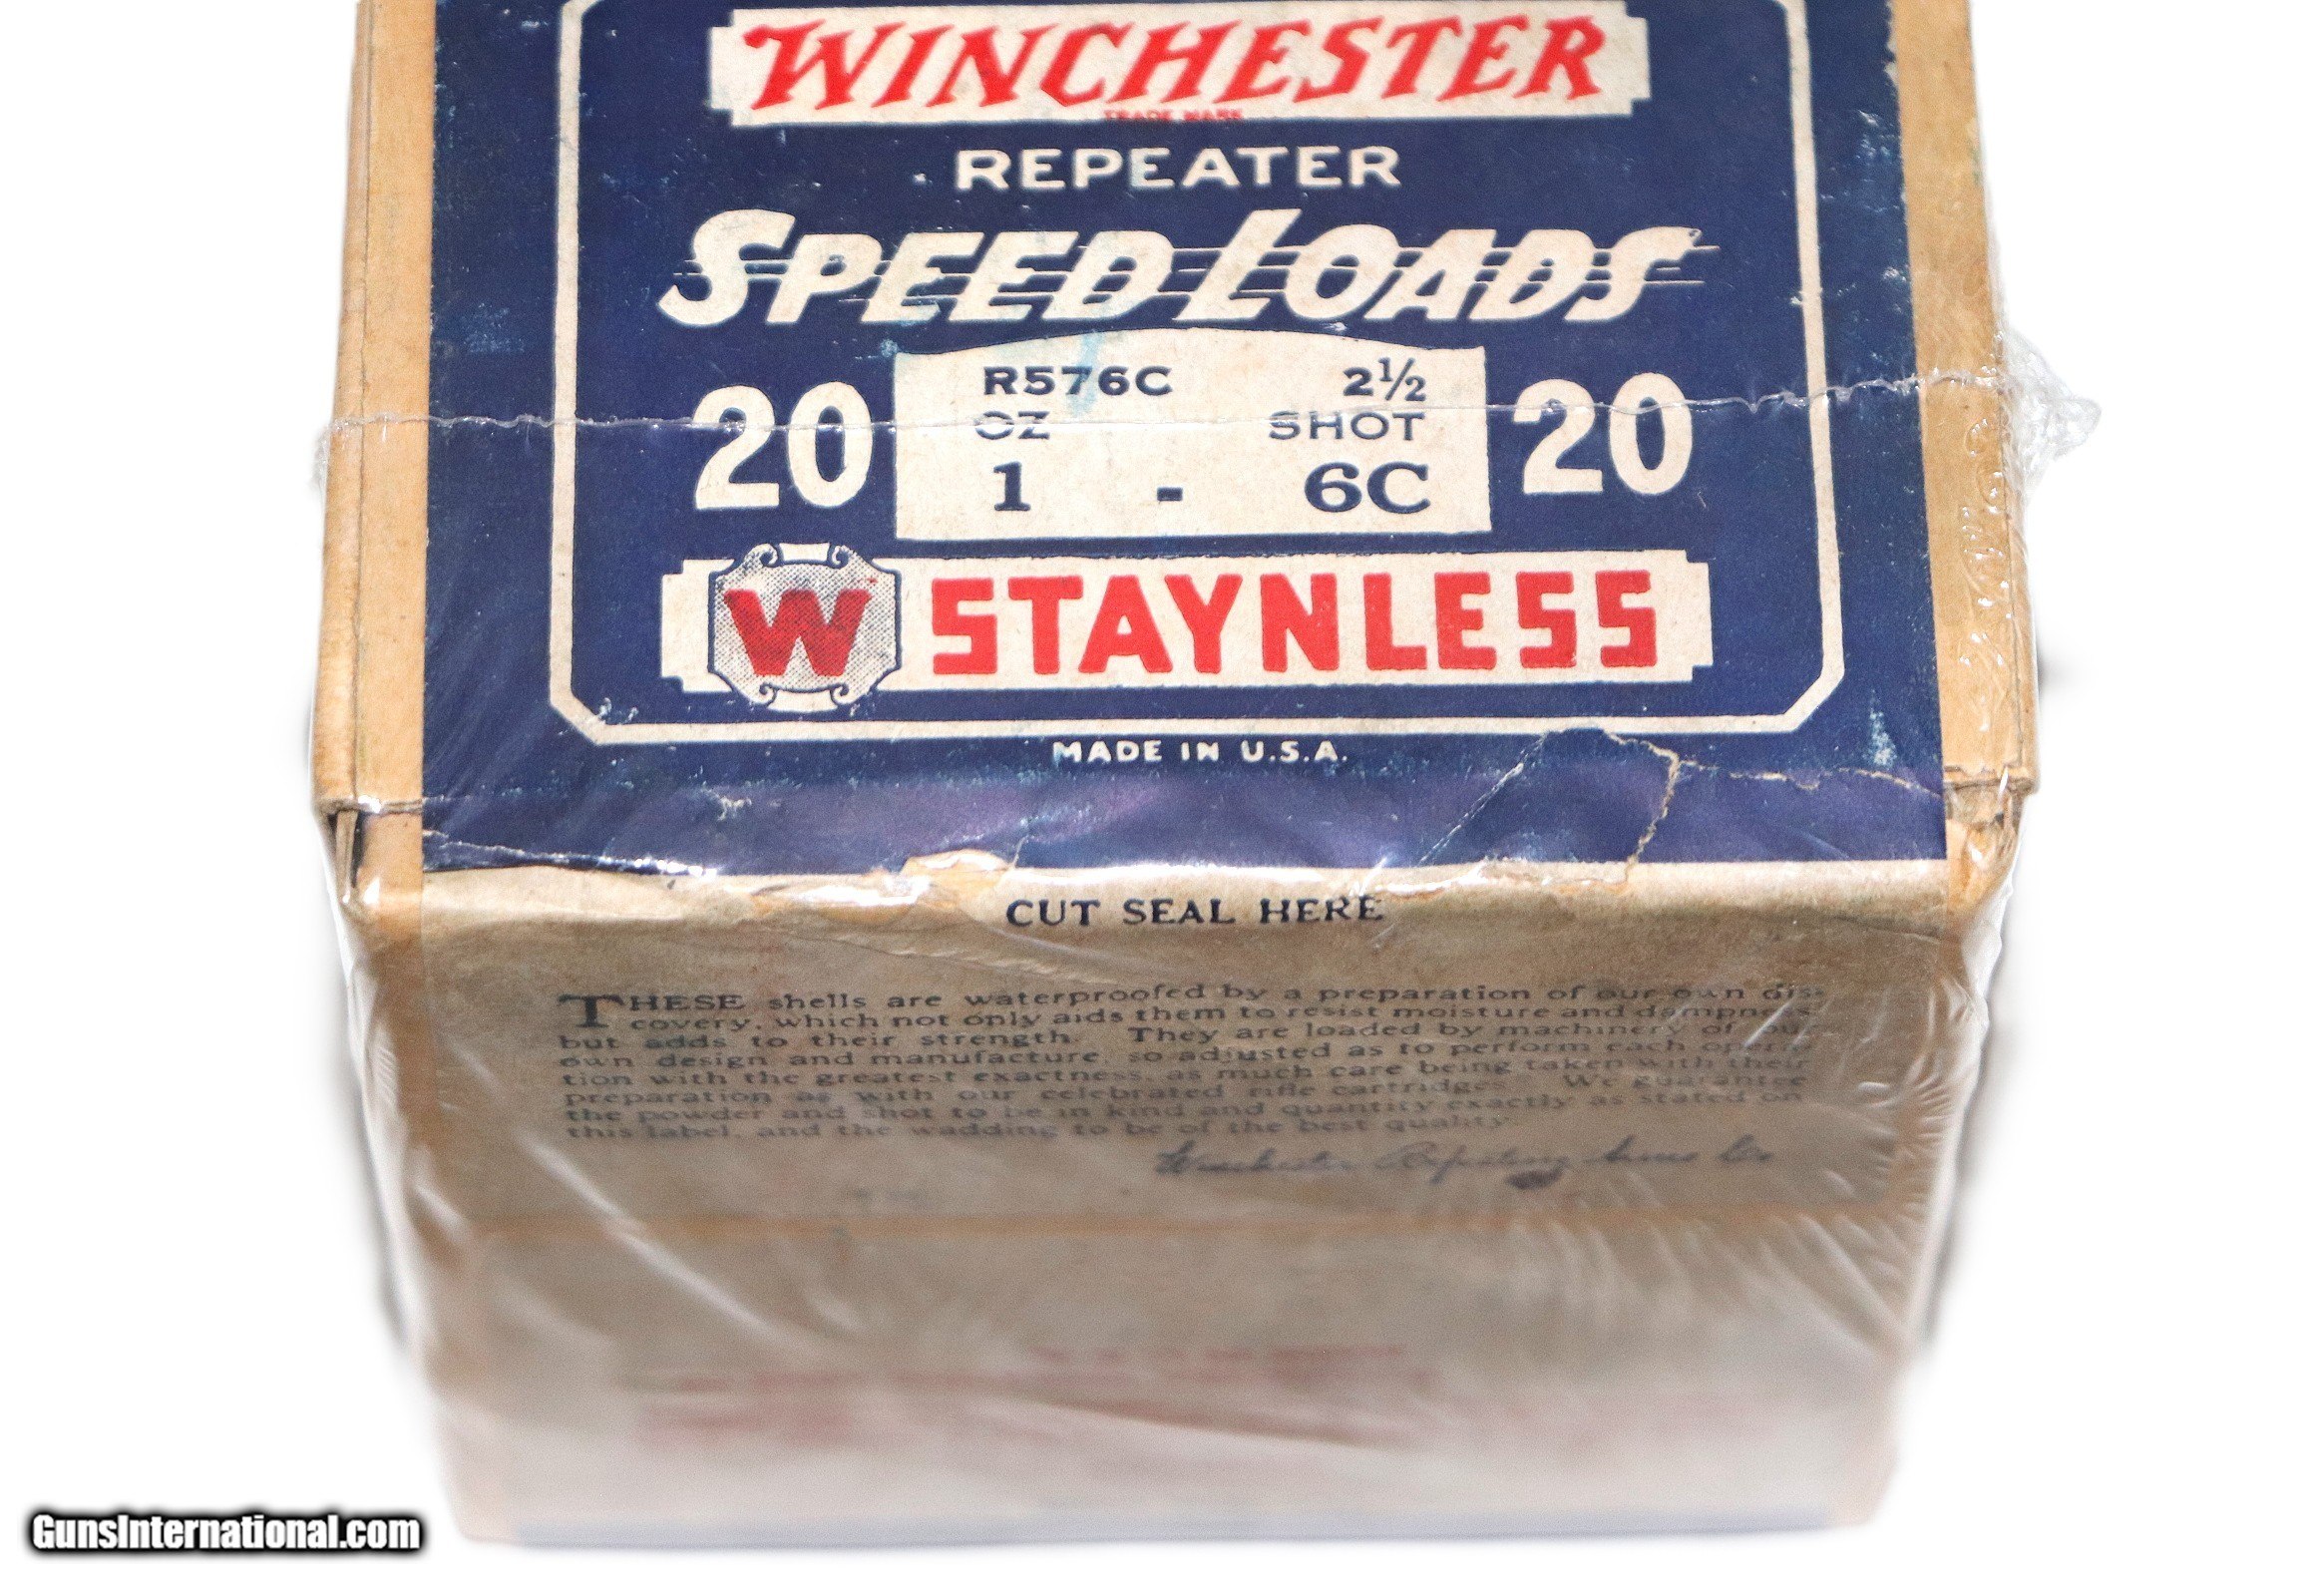 WINCHESTER
TRADE MARK
REPEATER
SPEED LOADS
20 R576C 2½ 20
OZ SHOT
1 - 6C
W STAYNLESS
MADE IN U.S.A.
CUT SEAL HERE
THESE shells are waterproofed by a preparation of our own dis-
covery, which not only aids them to resist moisture and dampness
but adds to their strength. They are loaded by machinery of our
own design and manufacture, so adjusted as to perform each opera-
tion with the greatest exactness, as much care being taken with their
preparation as with our celebrated rifle cartridges. We guarantee
the powder and shot to be in kind and quantity exactly as stated on
this label, and the wadding to be of the best quality.
Winchester Repeating Arms Co.
GunsInternational.com